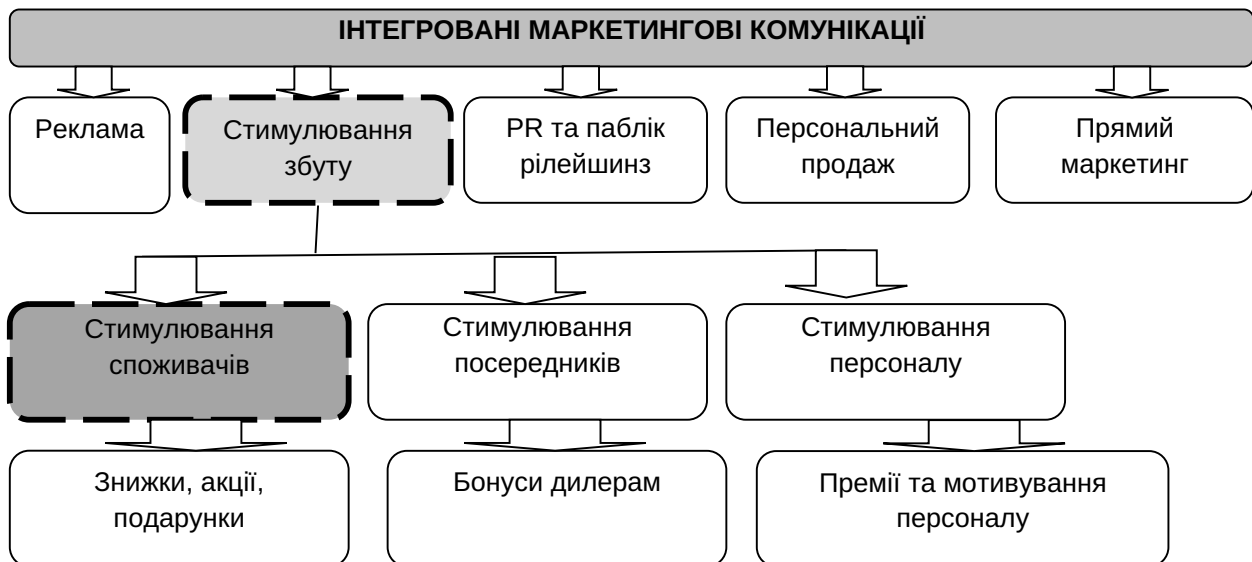 ІНТЕГРОВАНІ МАРКЕТИНГОВІ КОМУНІКАЦІЇ
Реклама
Стимулювання
збуту
PR та паблік
рілейшинз
Персональний
продаж
Прямий
маркетинг
Стимулювання
споживачів
Стимулювання
посередників
Стимулювання
персоналу
Знижки, акції,
подарунки
Бонуси дилерам
Премії та мотивування
персоналу